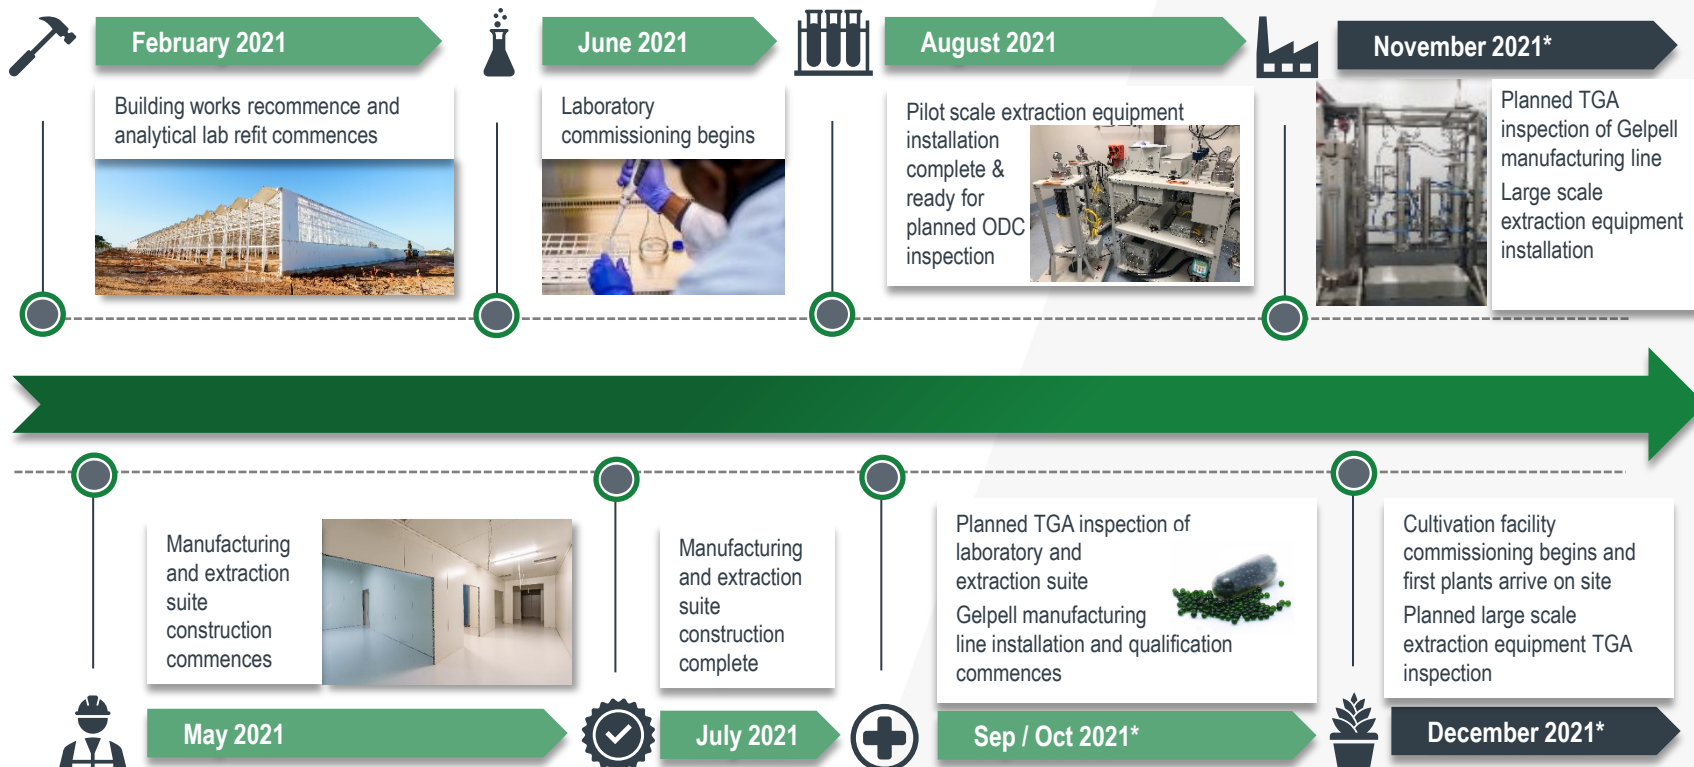 February 2021
Building works recommence and
analytical lab refit commences
June 2021
Laboratory
commissioning begins
August 2021
Pilot scale extraction equipment
installation
complete &
ready for
planned ODC
inspection
November 2021*
Planned TGA
inspection of Gelpell
manufacturing line
Large scale
extraction equipment
installation
Manufacturing
and extraction
suite
construction
commences
May 2021
Manufacturing
and extraction
suite
construction
complete
July 2021
Planned TGA inspection of
laboratory and
extraction suite
Gelpell manufacturing
line installation and qualification
commences
Sep / Oct 2021*
Cultivation facility
commissioning begins and
first plants arrive on site
Planned large scale
extraction equipment TGA
inspection
December 2021*